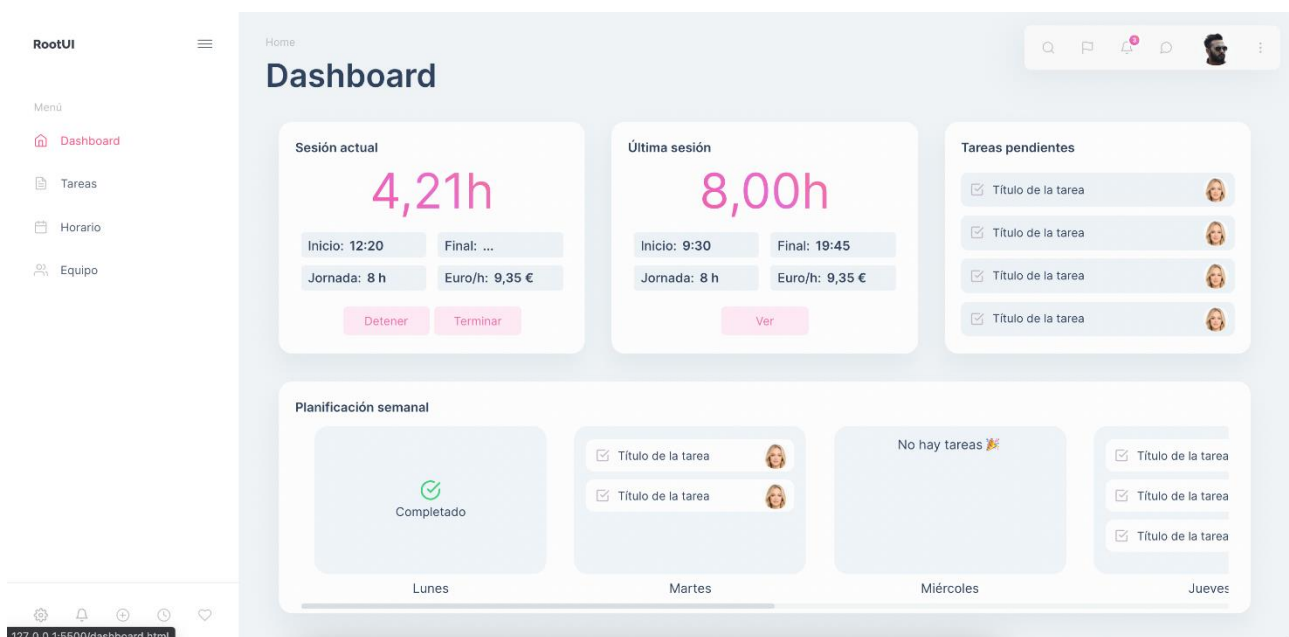 RootUI
Menú
Dashboard
Tareas
Horario
Equipo
127.0.0.1:5500/dashboard.html
Home
Dashboard
3
Sesión actual
4,21h
Inicio: 12:20
Final: ...
Jornada: 8 h
Euro/h: 9,35 €
Detener
Terminar
Última sesión
8,00h
Inicio: 9:30
Final: 19:45
Jornada: 8 h
Euro/h: 9,35 €
Ver
Tareas pendientes
Título de la tarea
Título de la tarea
Título de la tarea
Título de la tarea
Planificación semanal
Completado
Lunes
Título de la tarea
Título de la tarea
Martes
No hay tareas 🎉
Miércoles
Título de la tarea
Título de la tarea
Título de la tarea
Jueves